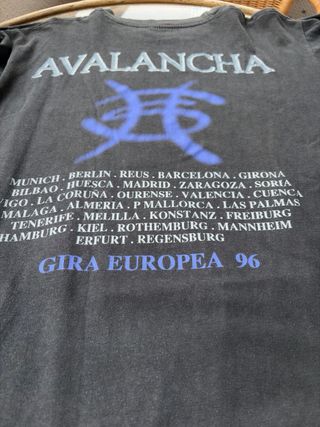 AVALANCHA
MUNICH . BERLIN . REUS . BARCELONA . GIRONA
BILBAO . HUESCA . MADRID . ZARAGOZA . SORIA
VIGO . LA CORUNA . OURENSE . VALENCIA . CUENCA
MALAGA . ALMERIA . P MALLORCA . LAS PALMAS
TENERIFE . MELILLA . KONSTANZ . FREIBURG
HAMBURG . KIEL . ROTHEMBURG . MANNHEIM
ERFURT . REGENSBURG
GIRA EUROPEA 96